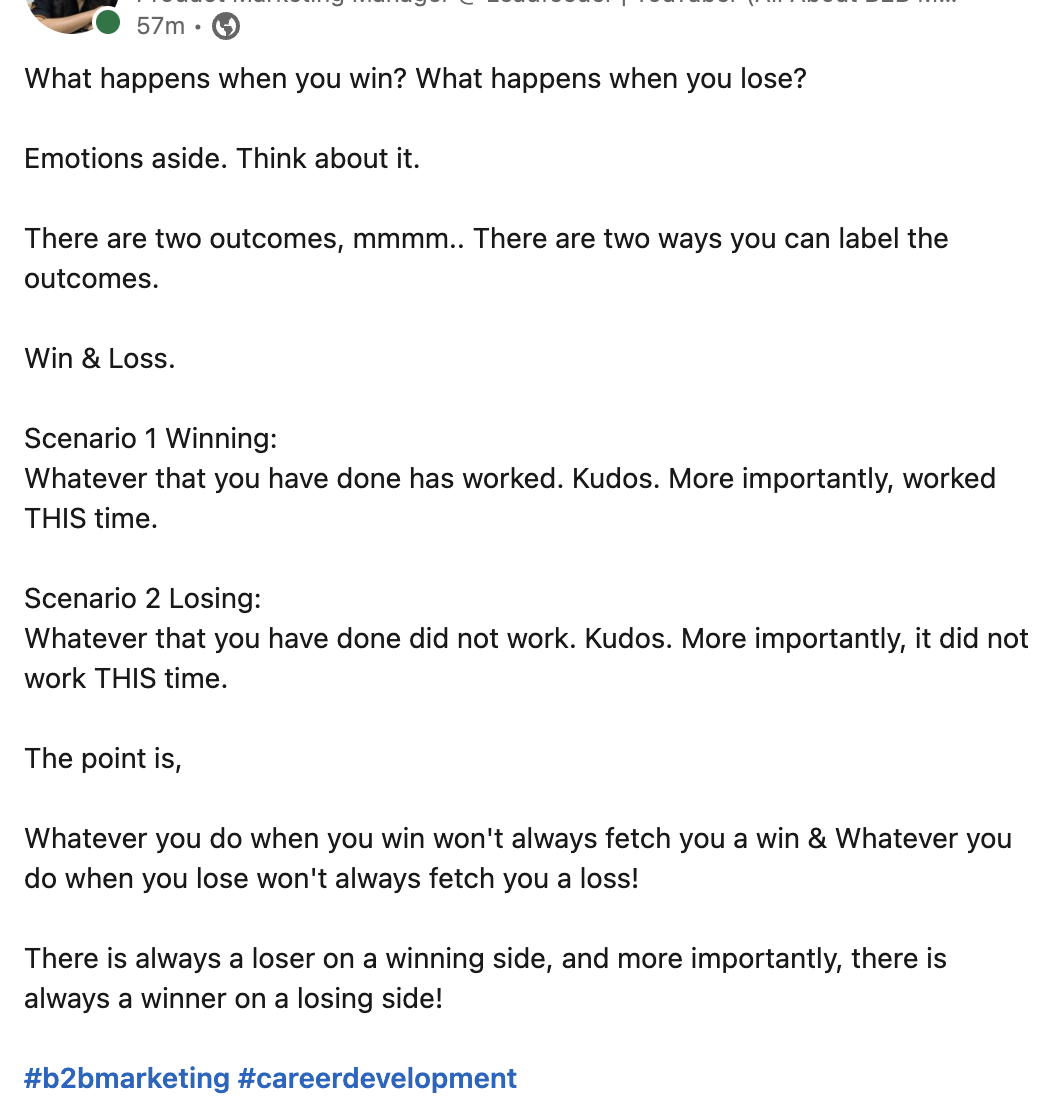 57m •
What happens when you win? What happens when you lose?
Emotions aside. Think about it.
There are two outcomes, mmmm.. There are two ways you can label the
outcomes.
Win & Loss.
Scenario 1 Winning:
Whatever that you have done has worked. Kudos. More importantly, worked
THIS time.
Scenario 2 Losing:
Whatever that you have done did not work. Kudos. More importantly, it did not
work THIS time.
The point is,
Whatever you do when you win won't always fetch you a win & Whatever you
do when you lose won't always fetch you a loss!
There is always a loser on a winning side, and more importantly, there is
always a winner on a losing side!
#b2bmarketing #careerdevelopment